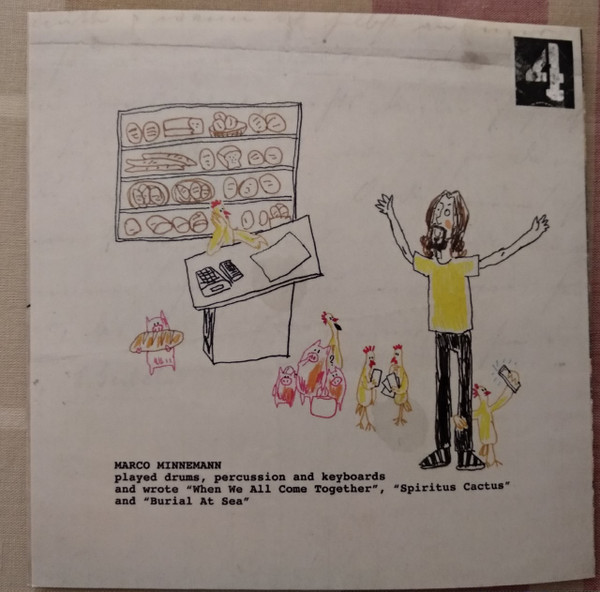 4
MARCO MINNEMANN
played drums, percussion and keyboards
and wrote “When We All Come Together”, “Spiritus Cactus”
and “Burial At Sea”